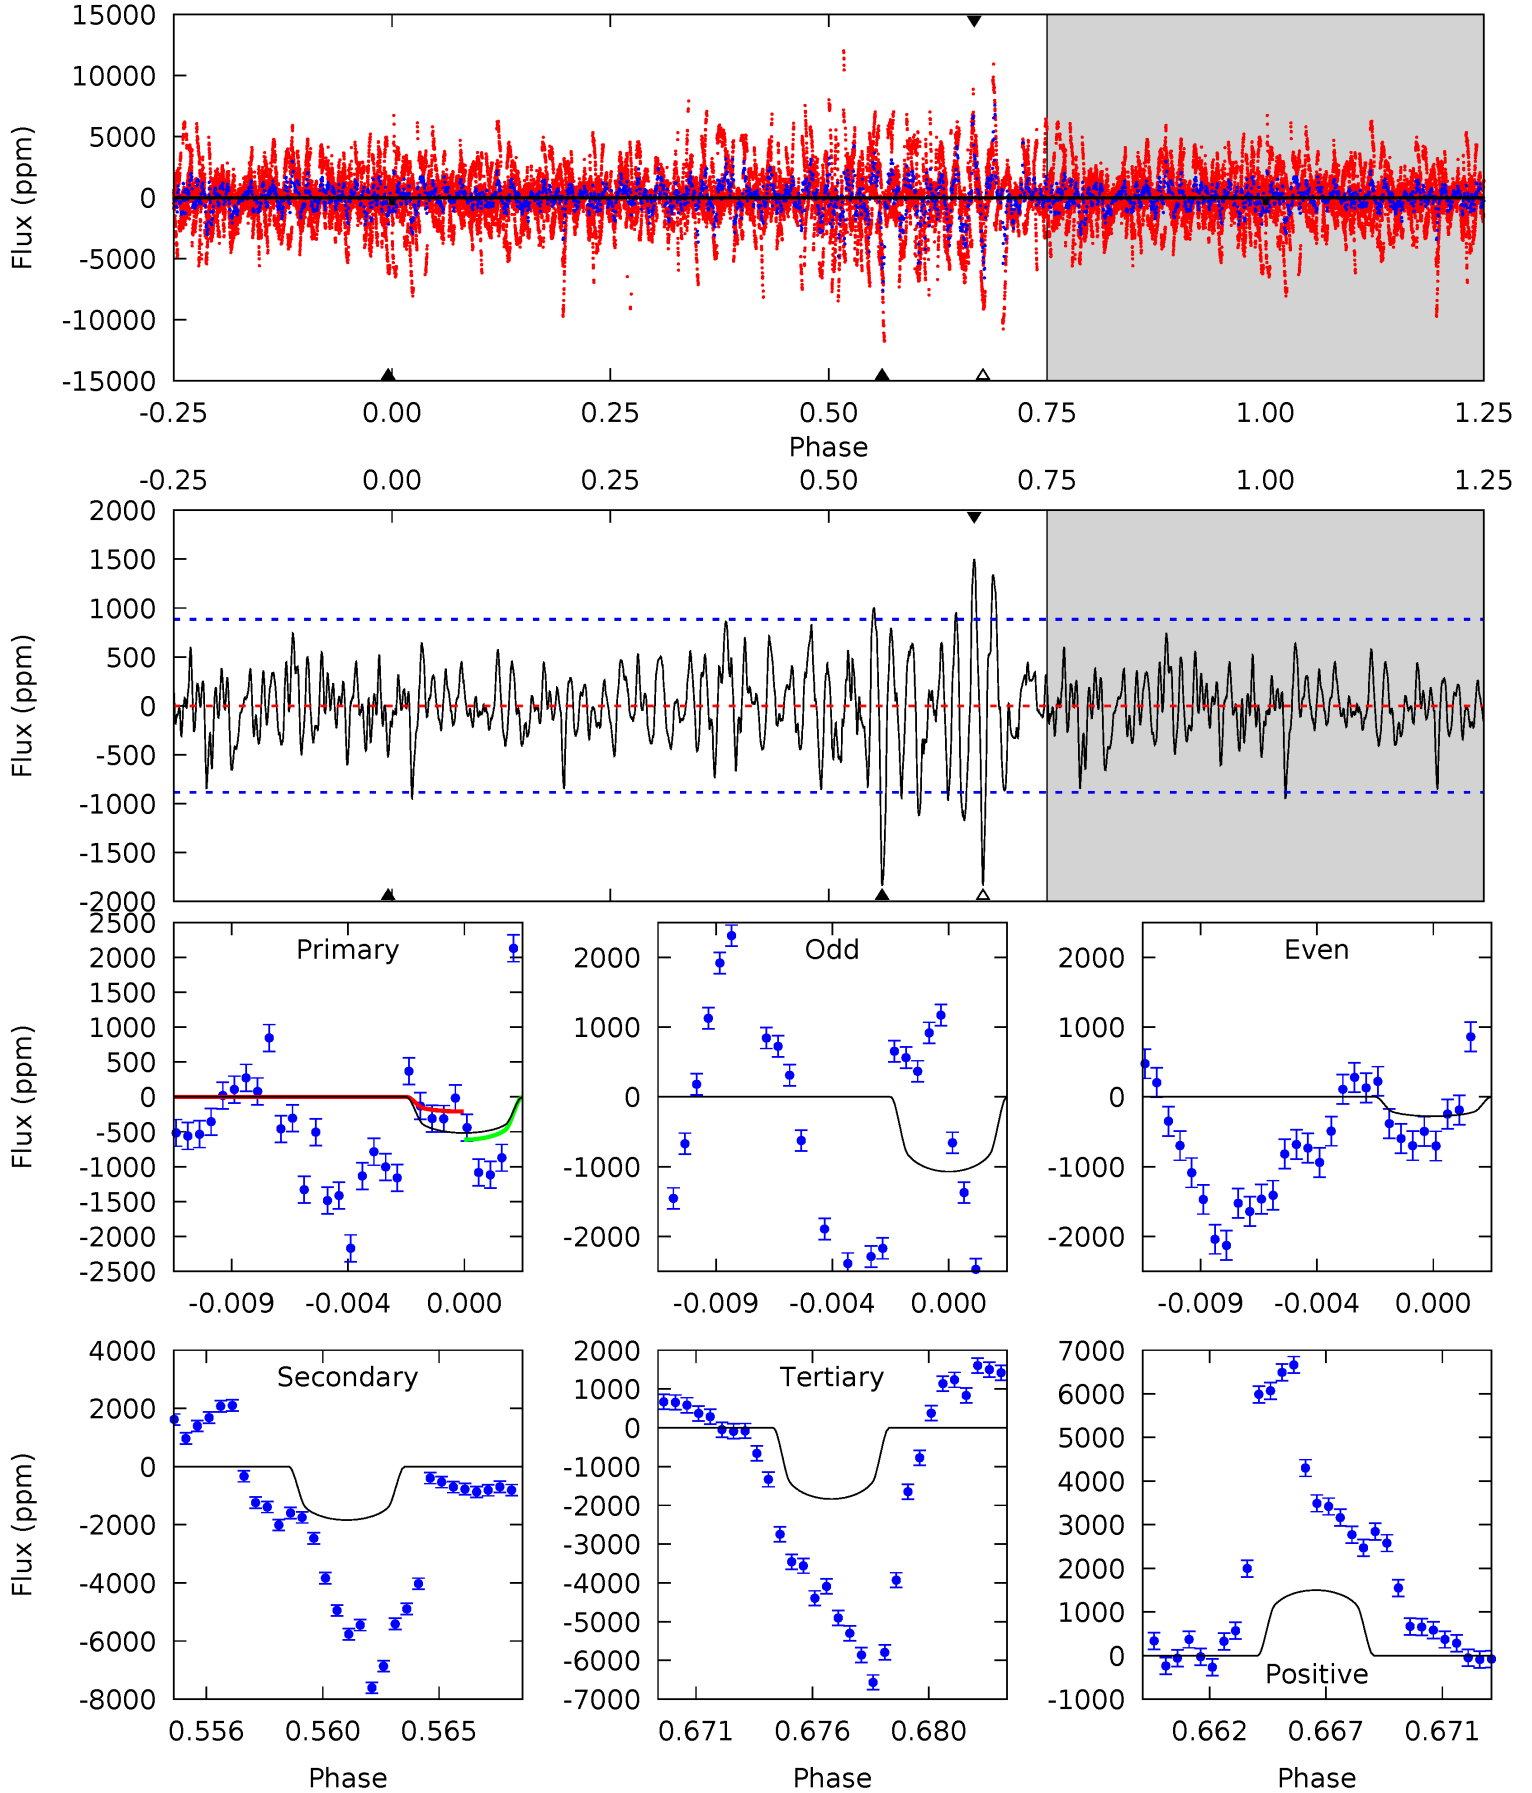 15000
10000
5000
0
-5000
-10000
-15000
Flux (ppm)
-0.25 0.00 0.25 0.50 0.75 1.00 1.25
Phase
-0.25 0.00 0.25 0.50 0.75 1.00 1.25
2000
1500
1000
500
0
-500
-1000
-1500
-2000
Flux (ppm)
Primary
2500
2000
1500
1000
500
0
-500
-1000
-1500
-2000
-2500
Flux (ppm)
-0.009 -0.004 0.000
Odd
2000
1000
0
-1000
-2000
-0.009 -0.004 0.000
Even
2000
1000
0
-1000
-2000
-0.009 -0.004 0.000
Secondary
4000
2000
0
-2000
-4000
-6000
-8000
Flux (ppm)
0.556 0.560 0.565
Phase
Tertiary
2000
1000
0
-1000
-2000
-3000
-4000
-5000
-6000
-7000
0.671 0.676 0.680
Phase
7000
6000
5000
4000
3000
2000
1000
0
-1000
Positive
0.662 0.667 0.671
Phase